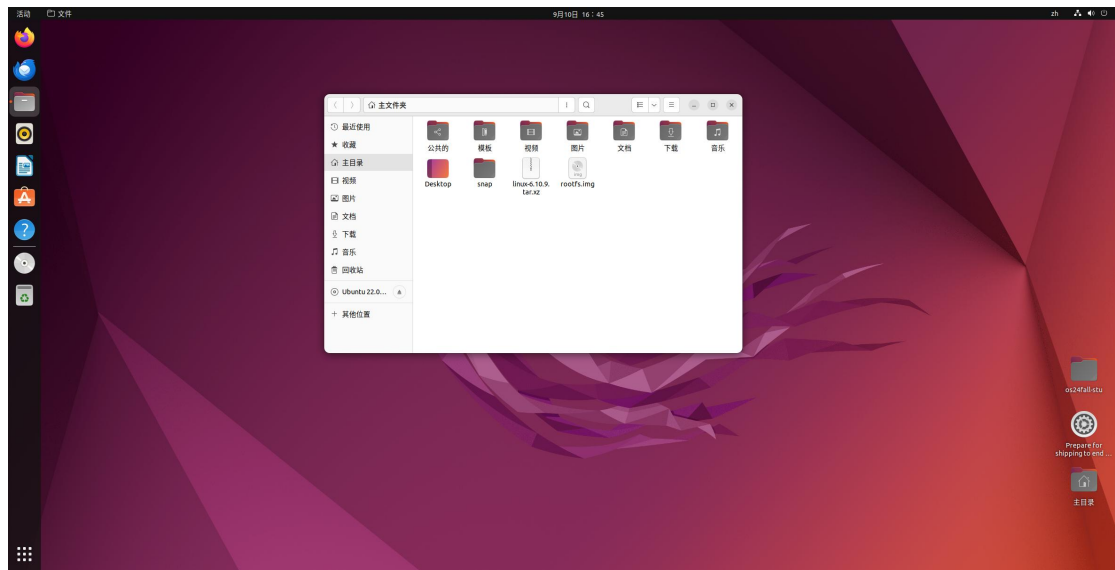 活动 文件 9月10日 16：45 zh
主文件夹
最近使用
收藏
主目录
视频
图片
文档
下载
音乐
回收站
Ubuntu 22.0...
其他位置
公共的 模板 视频 图片 文档 下载 音乐
Desktop snap linux-6.10.9. rootfs.img
tar.xz
os24fall-stu
Prepare for
shipping to end ...
主目录